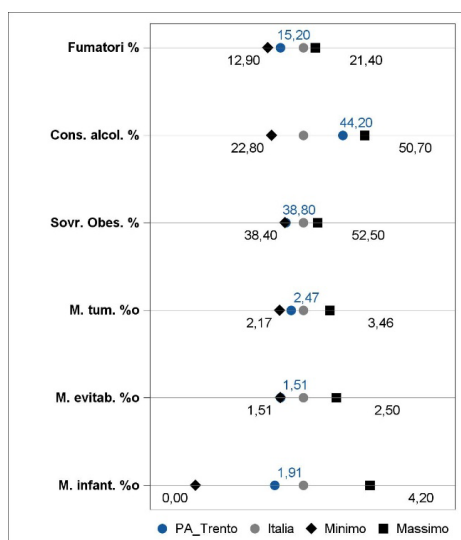 15,20
Fumatori %
12,90 21,40
44,20
Cons. alcol. %
22,80 50,70
38,80
Sovr. Obes. %
38,40 52,50
2,47
M. tum. %o
2,17 3,46
1,51
M. evitab. %o
1,51 2,50
1,91
M. infant. %o
0,00 4,20
PA_Trento Italia Minimo Massimo